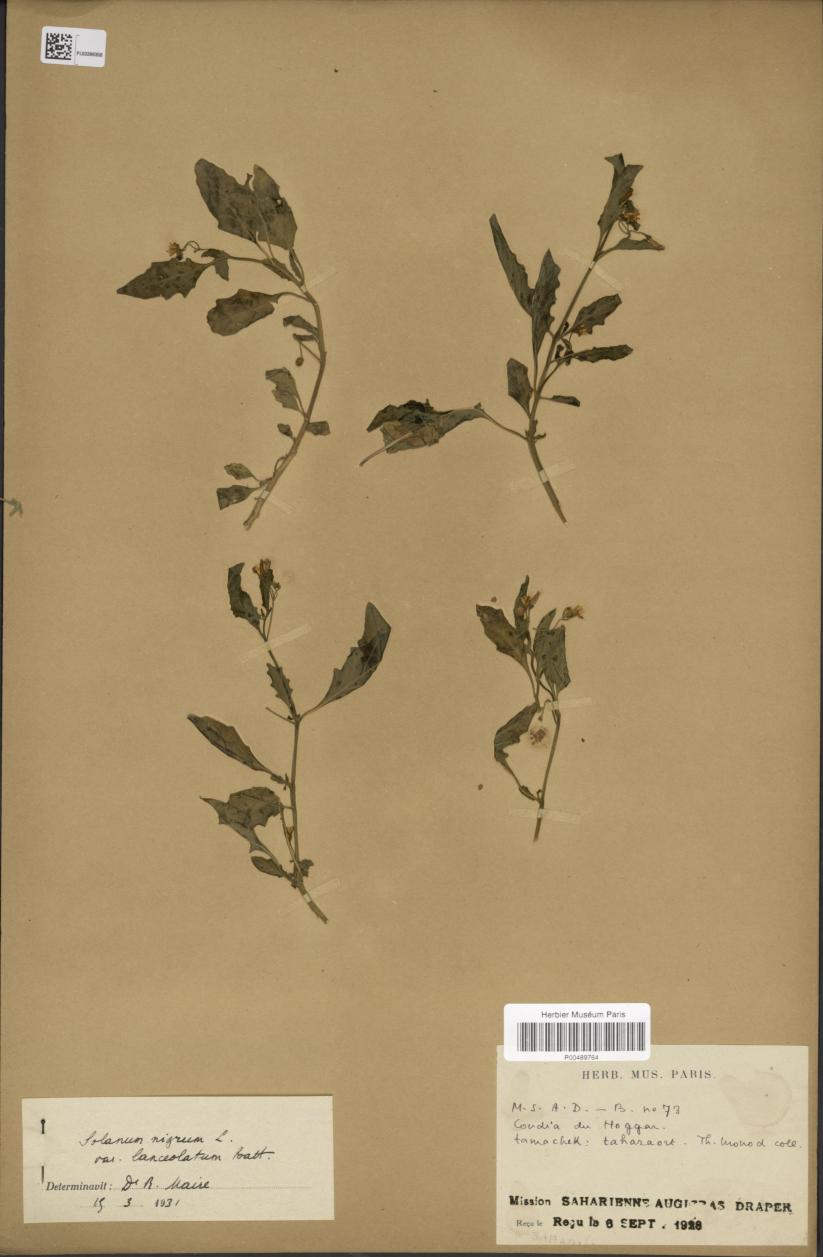 Herbier Muséum Paris
P00489764
HERB. MUS. PARIS.
M. S. A. D. — B. no 73
Coudia du Hoggar.
tamachek: taharaort. Th. Monod coll.
Mission SAHARIENNE AUGIERAS DRAPER
Reçu le Reçu le 6 SEPT. 1928
Solanum nigrum L.
var. lanceolatum Batt.
Determinavit: Dr R. Maire
3 1931